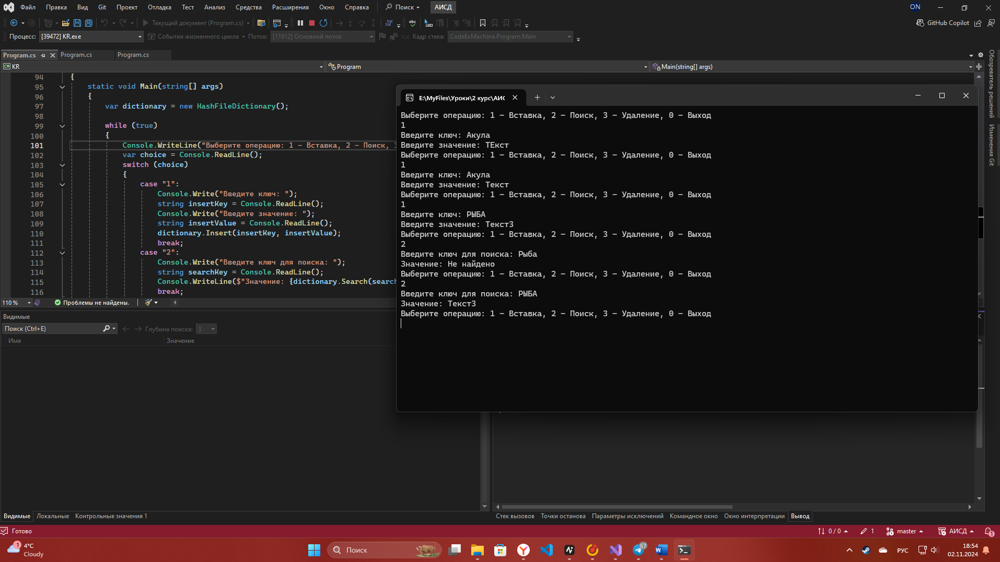 Файл Правка Вид Git Проект Отладка Тест Анализ Средства Расширения Окно Справка Поиск АИСД ON
Текущий документ (Program.cs) abc GitHub Copilot
Процесс: [39472] KR.exe События жизненного цикла Поток: [11912] Основной поток Кадр стека: CodeExMachina.Program.Main
Program.cs Program.cs Program.cs
C# KR Program Main(string[] args)
94 {
95 static void Main(string[] args)
96 {
97 var dictionary = new HashFileDictionary();
98
99 while (true)
100 {
101 Console.WriteLine("Выберите операцию: 1 - Вставка, 2 - Поиск, 3
102 var choice = Console.ReadLine();
103 switch (choice)
104 {
105 case "1":
106 Console.Write("Введите ключ: ");
107 string insertKey = Console.ReadLine();
108 Console.Write("Введите значение: ");
109 string insertValue = Console.ReadLine();
110 dictionary.Insert(insertKey, insertValue);
111 break;
112 case "2":
113 Console.Write("Введите ключ для поиска: ");
114 string searchKey = Console.ReadLine();
115 Console.WriteLine($"Значение: {dictionary.Search(search
116 break;
110 % Проблемы не найдены.
E:\MyFiles\Уроки\2 курс\АИС
Выберите операцию: 1 - Вставка, 2 - Поиск, 3 - Удаление, 0 - Выход
1
Введите ключ: Акула
Введите значение: ТЕкст
Выберите операцию: 1 - Вставка, 2 - Поиск, 3 - Удаление, 0 - Выход
1
Введите ключ: Акула
Введите значение: Текст
Выберите операцию: 1 - Вставка, 2 - Поиск, 3 - Удаление, 0 - Выход
1
Введите ключ: РЫБА
Введите значение: Текст3
Выберите операцию: 1 - Вставка, 2 - Поиск, 3 - Удаление, 0 - Выход
2
Введите ключ для поиска: Рыба
Значение: Не найдено
Выберите операцию: 1 - Вставка, 2 - Поиск, 3 - Удаление, 0 - Выход
2
Введите ключ для поиска: РЫБА
Значение: Текст3
Выберите операцию: 1 - Вставка, 2 - Поиск, 3 - Удаление, 0 - Выход
Обозреватель решений
Изменения Git
Видимые
Поиск (Ctrl+E) Глубина поиска: 3
Имя Значение
Видимые Локальные Контрольные значения 1
Стек вызовов Точки останова Параметры исключений Командное окно Окно интерпретации Вывод
Готово 0 / 0 1 master АИСД 1
1 4°C
Cloudy
Поиск
67
РУС
18:54
02.11.2024